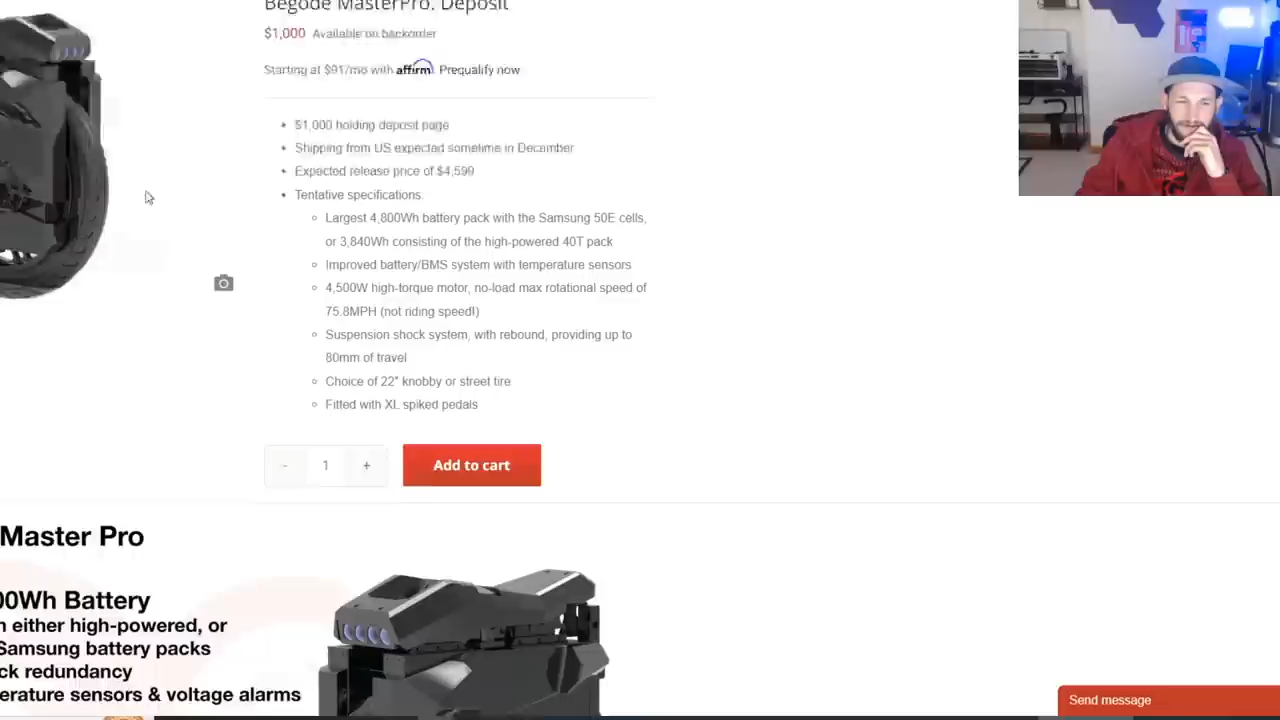 Begode MasterPro. Deposit
$1,000 Available on backorder
Starting at $91/mo with affirm Prequalify now
$1,000 holding deposit page
Shipping from US expected sometime in December
Expected release price of $4,599
Tentative specifications
Largest 4,800Wh battery pack with the Samsung 50E cells,
or 3,840Wh consisting of the high-powered 40T pack
Improved battery/BMS system with temperature sensors
4,500W high-torque motor, no-load max rotational speed of
75.8MPH (not riding speed!)
Suspension shock system, with rebound, providing up to
80mm of travel
Choice of 22" knobby or street tire
Fitted with XL spiked pedals
- 1 + Add to cart
Master Pro
00Wh Battery
n either high-powered, or
Samsung battery packs
ck redundancy
erature sensors & voltage alarms
Send message